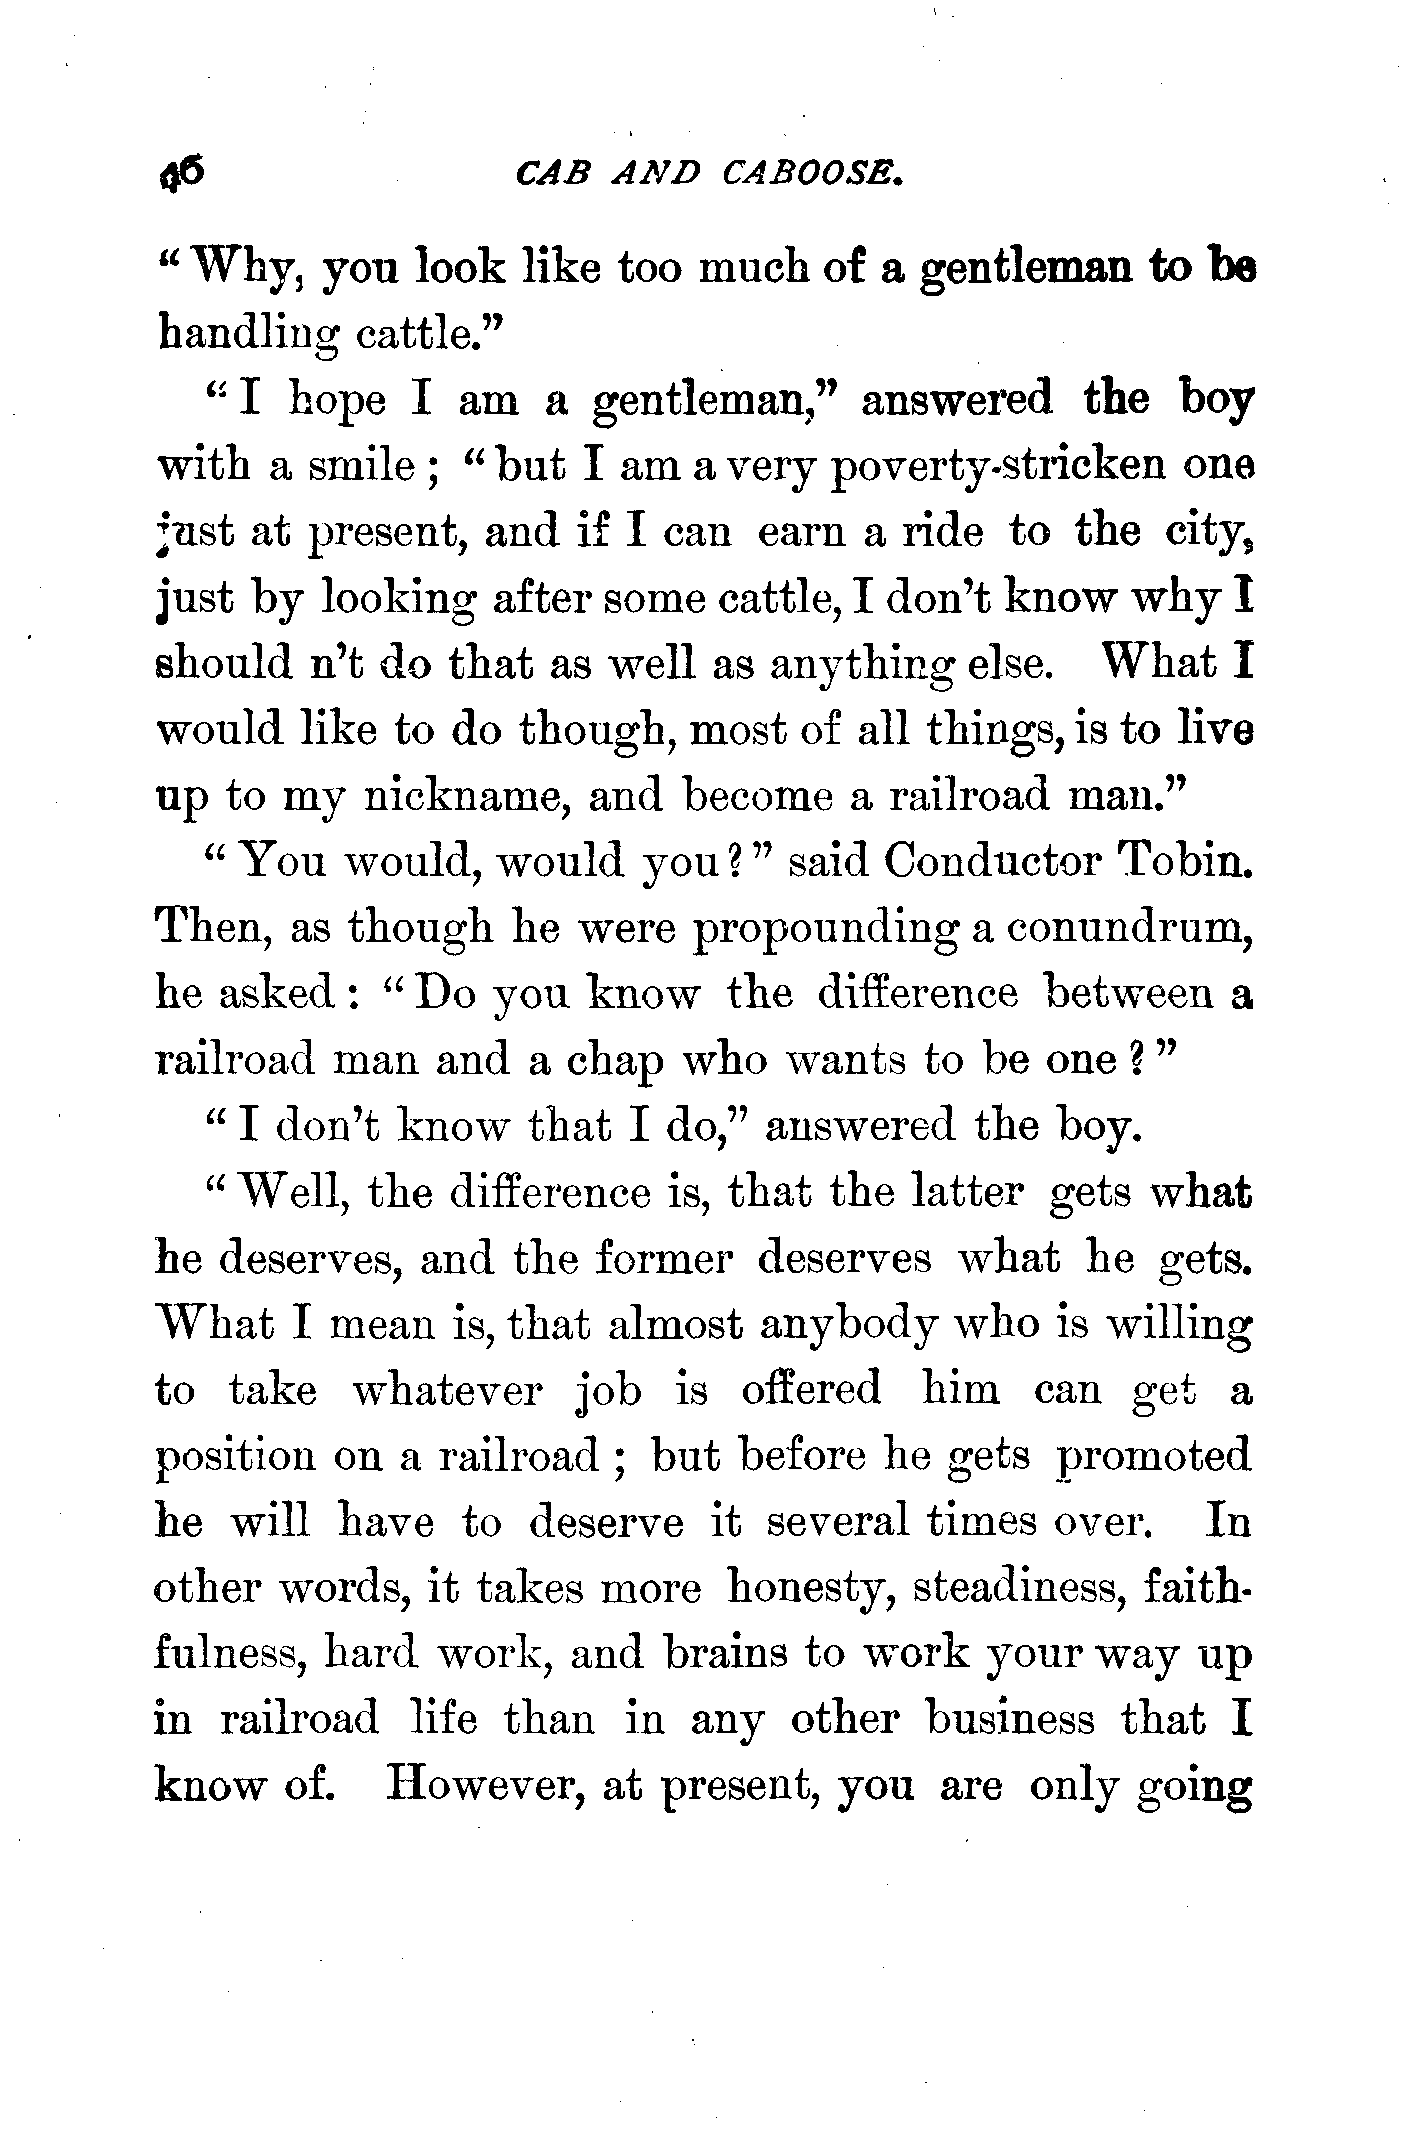 46 CAB AND CABOOSE.
“Why, you look like too much of a gentleman to be
handling cattle.”
“I hope I am a gentleman,” answered the boy
with a smile ; “but I am a very poverty-stricken one
just at present, and if I can earn a ride to the city,
just by looking after some cattle, I don’t know why I
should n’t do that as well as anything else. What I
would like to do though, most of all things, is to live
up to my nickname, and become a railroad man.”
“You would, would you?” said Conductor Tobin.
Then, as though he were propounding a conundrum,
he asked : “Do you know the difference between a
railroad man and a chap who wants to be one ?”
“I don’t know that I do,” answered the boy.
“Well, the difference is, that the latter gets what
he deserves, and the former deserves what he gets.
What I mean is, that almost anybody who is willing
to take whatever job is offered him can get a
position on a railroad ; but before he gets promoted
he will have to deserve it several times over. In
other words, it takes more honesty, steadiness, faith-
fulness, hard work, and brains to work your way up
in railroad life than in any other business that I
know of. However, at present, you are only going